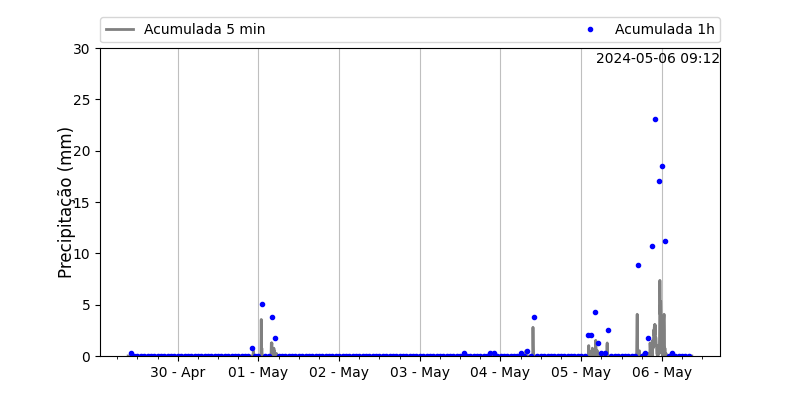 Acumulada 5 min
Acumulada 1h
2024-05-06 09:12
Precipitação (mm)
30
25
20
15
10
5
0
30 - Apr
01 - May
02 - May
03 - May
04 - May
05 - May
06 - May